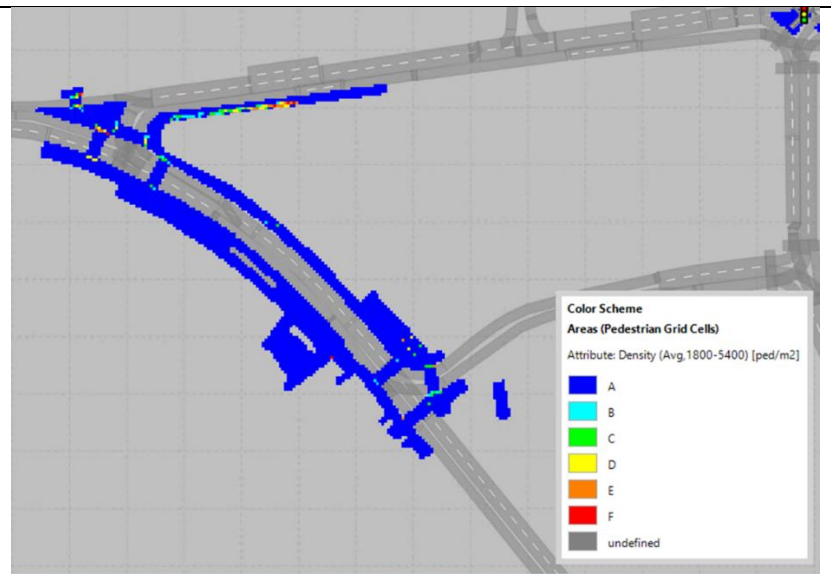 Color Scheme
Areas (Pedestrian Grid Cells)
Attribute: Density (Avg,1800-5400) [ped/m2]
A
B
C
D
E
F
undefined